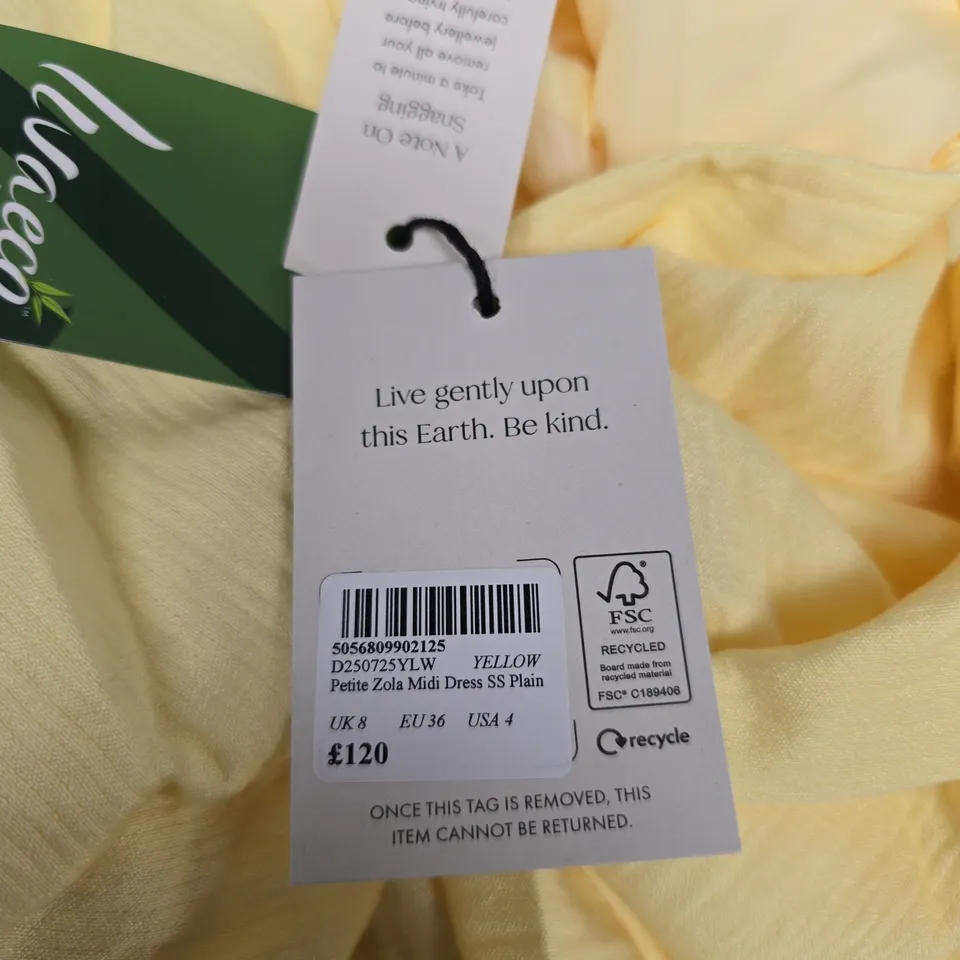 livaeco
TM
A Note On
Snagging
Take a minute to
remove all your
jewellery before
carefully trying
Live gently upon
this Earth. Be kind.
5056809902125
D250725YLW YELLOW
Petite Zola Midi Dress SS Plain
UK 8 EU 36 USA 4
£120
FSC®
www.fsc.org
RECYCLED
Board made from
recycled material
FSC® C189406
recycle
ONCE THIS TAG IS REMOVED, THIS
ITEM CANNOT BE RETURNED.